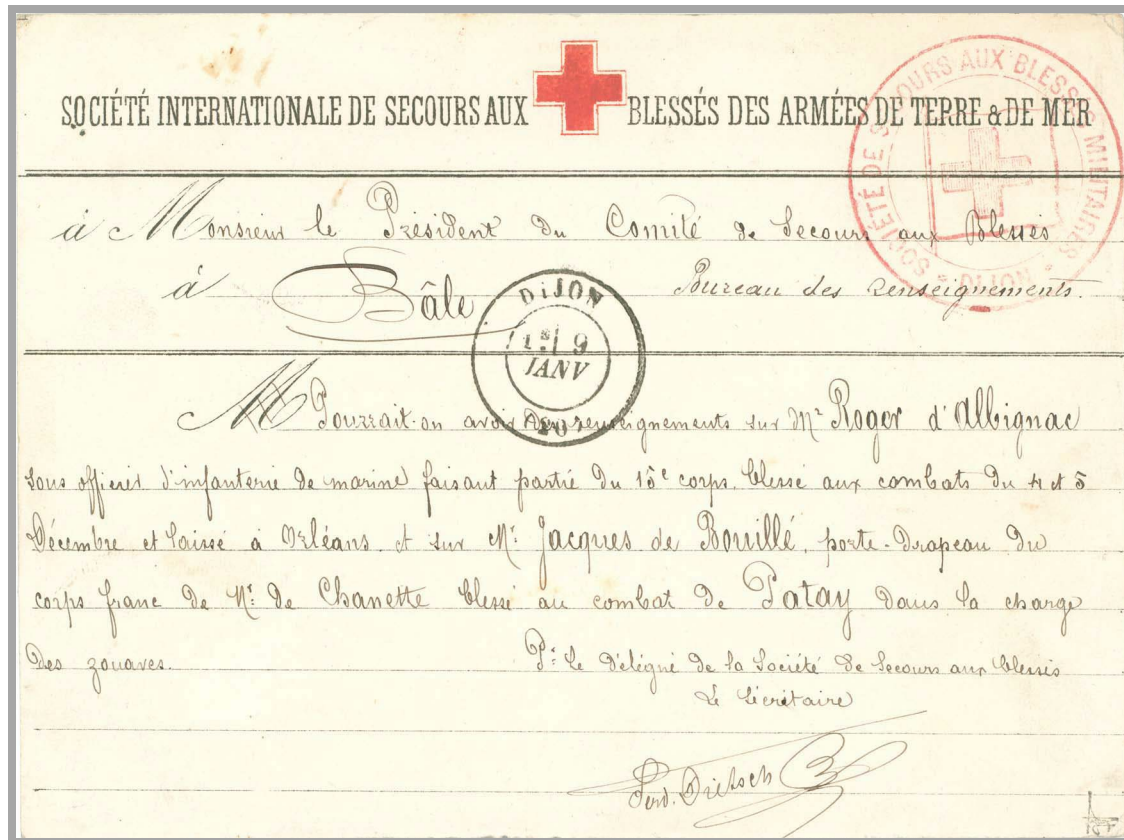 SOCIÉTÉ INTERNATIONALE DE SECOURS AUX BLESSÉS DES ARMÉES DE TERRE & DE MER
SOCIÉTÉ DE SECOURS AUX BLESSÉS MILITAIRES * DIJON *
à Monsieur le Président du Comité de Secours aux Blessés
à Bâle Bureau des Renseignements.
DIJON
9
JANV
M Pourrait-on avoir des renseignements sur Mr Roger d'Albignac
sous officier d'infanterie de marine faisant partie du 15e corps. blessé aux combats du 4 et 5
Décembre et laissé à Orléans. et sur Mr. Jacques de Bouillé, porte-drapeau du
corps franc de Mr. de blessé au combat de Patay dans la charge
des zouaves. Pr. Le Délégué de la Société de Secours aux blessés
Le Secrétaire
Ferd.